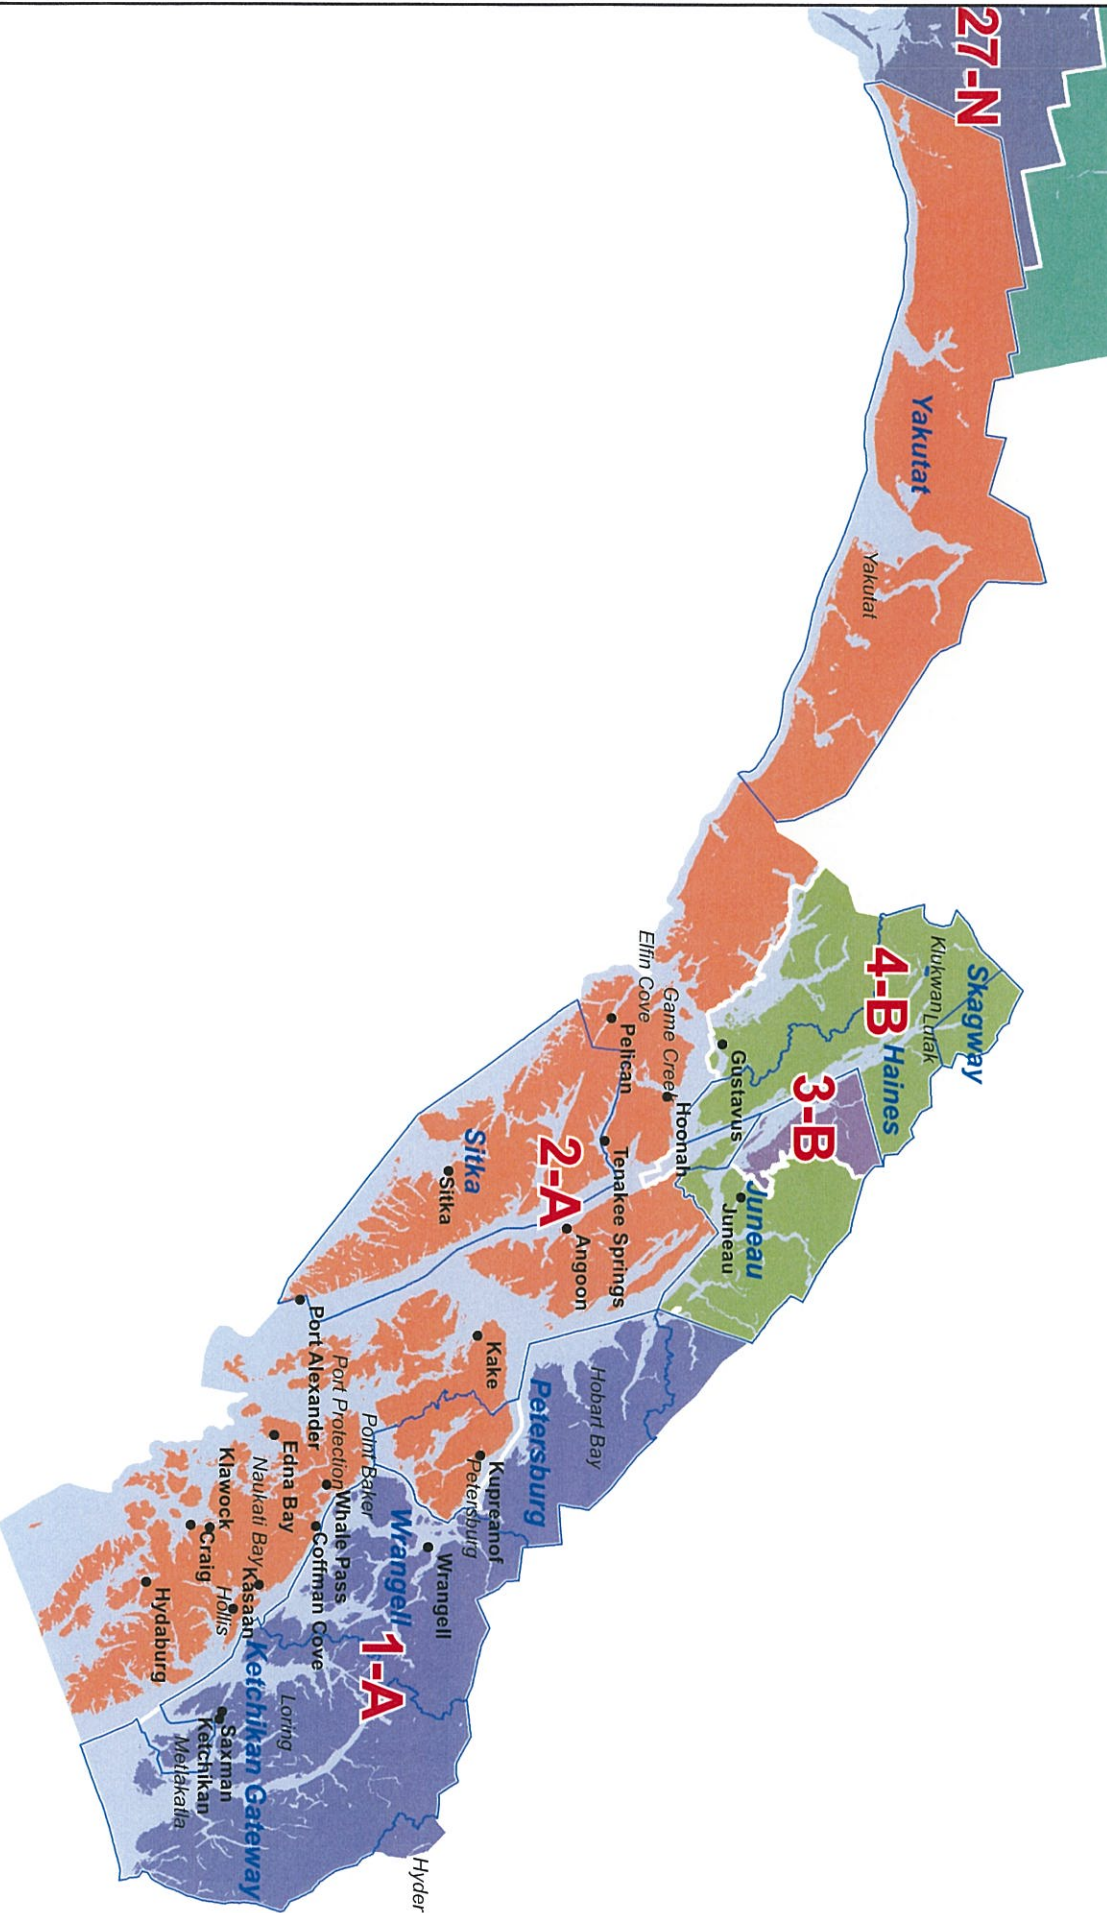 27-N
Yakutat
Yakutat
Skagway
Klukwan
Lutak
4-B
Haines
3-B
Elfin Cove
Game Creek
Pelican
Gustavus
Hoonah
Juneau
Juneau
Tenakee Springs
2-A
Sitka
Sitka
Angoon
Port Alexander
Kake
Hobart Bay
Petersburg
Port Protection
Point Baker
Kupreanof
Petersburg
Edna Bay
Whale Pass
Wrangell
Wrangell
Naukati Bay
Klawock
Craig
Coffman Cove
Kasaan
Hollis
Hydaburg
1-A
Ketchikan Gateway
Loring
Saxman
Ketchikan
Metlakatla
Hyder